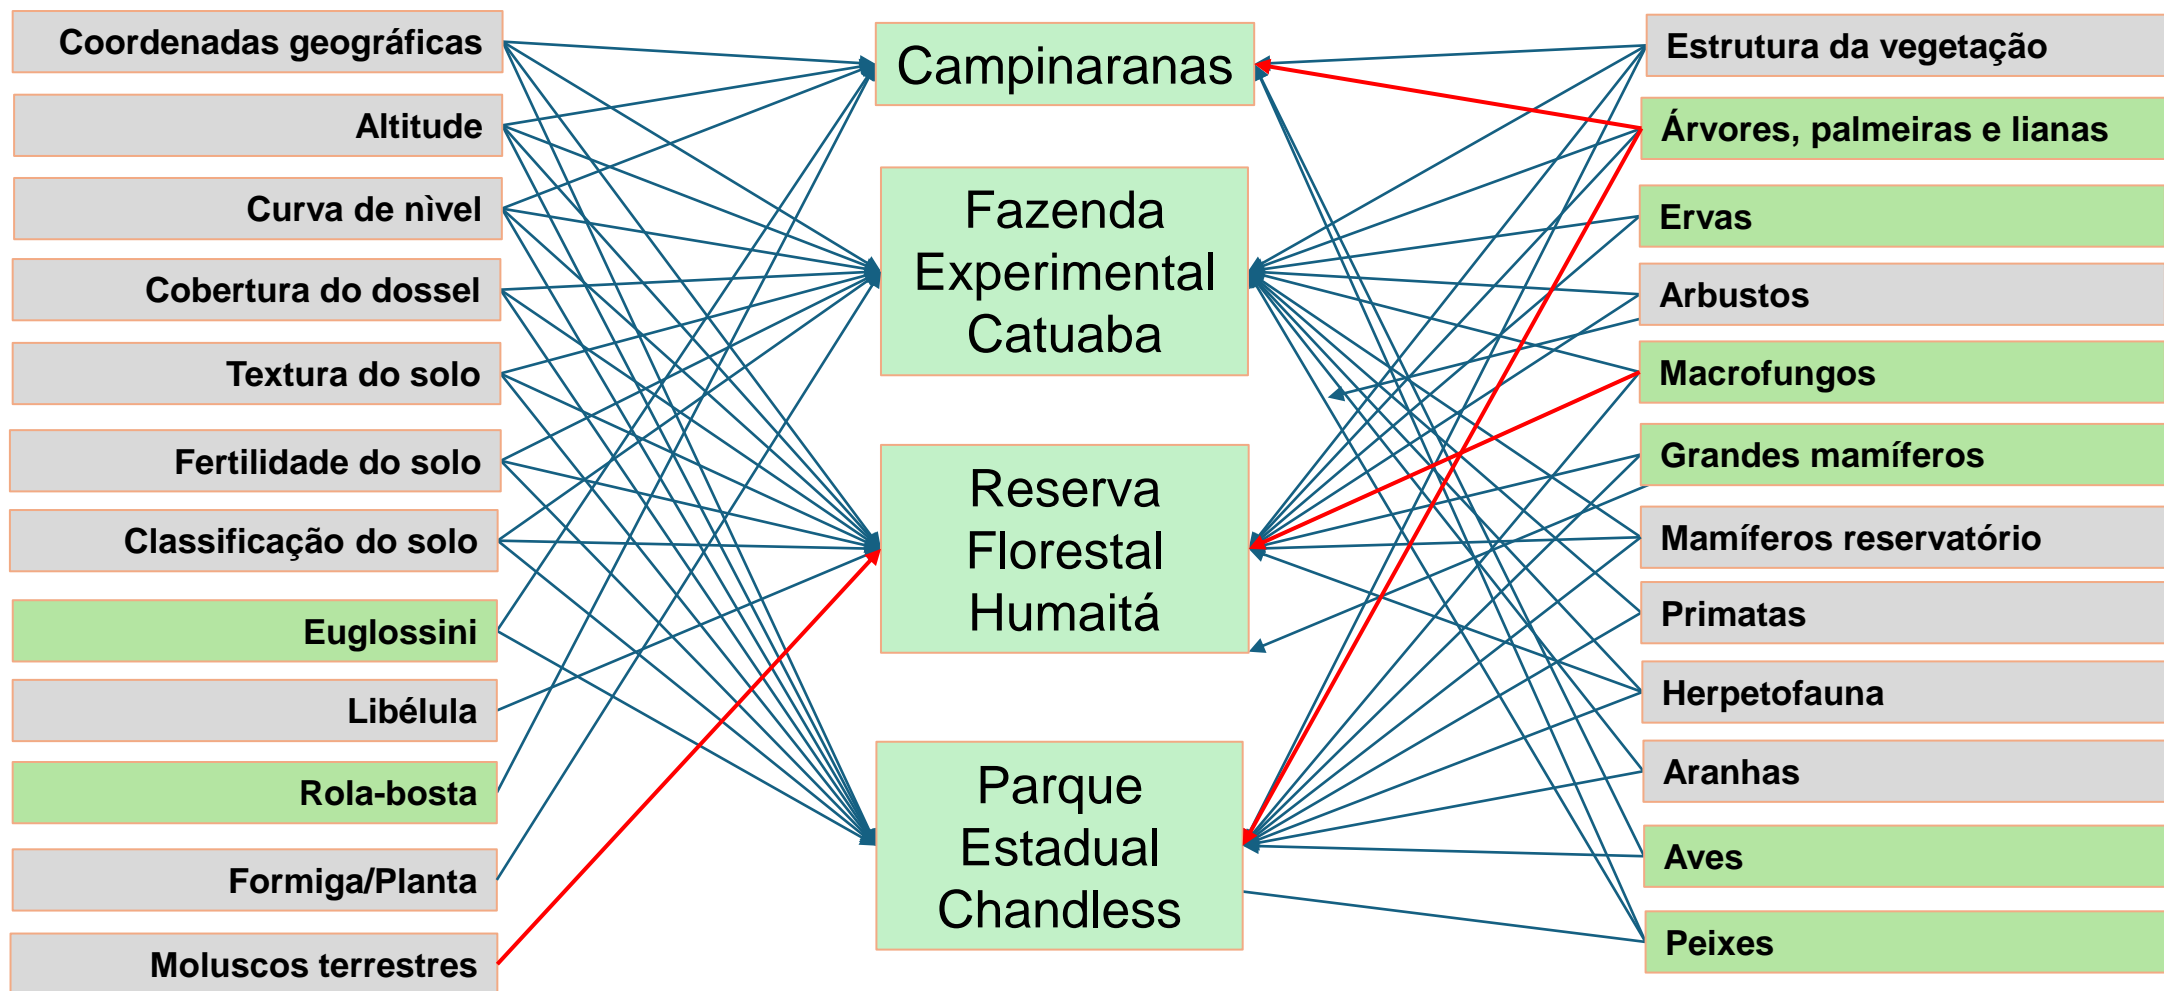 Coordenadas geográficas
Altitude
Curva de nìvel
Cobertura do dossel
Textura do solo
Fertilidade do solo
Classificação do solo
Euglossini
Libélula
Rola-bosta
Formiga/Planta
Moluscos terrestres
Campinaranas
Fazenda
Experimental
Catuaba
Reserva
Florestal
Humaitá
Parque
Estadual
Chandless
Estrutura da vegetação
Árvores, palmeiras e lianas
Ervas
Arbustos
Macrofungos
Grandes mamíferos
Mamíferos reservatório
Primatas
Herpetofauna
Aranhas
Aves
Peixes